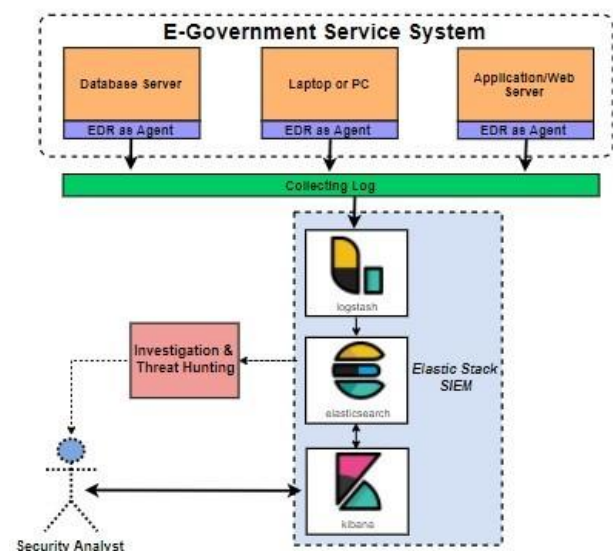 E-Government Service System
Database Server
Laptop or PC
Application/Web
Server
EDR as Agent
EDR as Agent
EDR as Agent
Collecting Log
logstash
Investigation &
Threat Hunting
elasticsearch
Elastic Stack
SIEM
kibana
Security Analyst